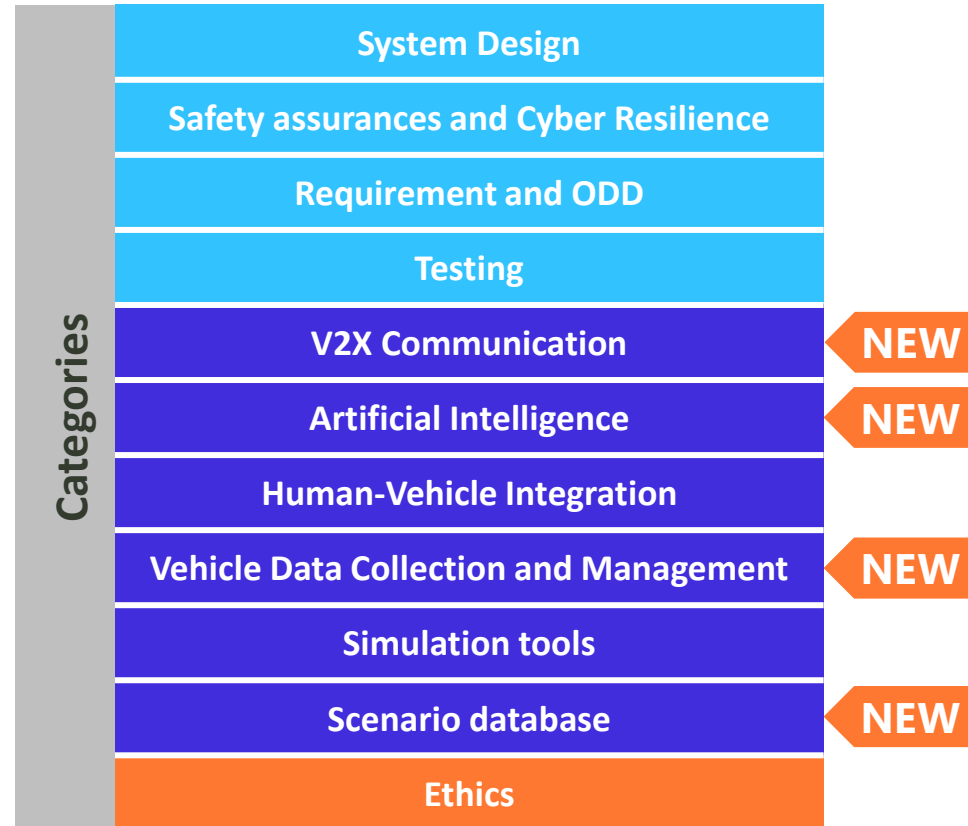 Categories
System Design
Safety assurances and Cyber Resilience
Requirement and ODD
Testing
V2X Communication
NEW
Artificial Intelligence
NEW
Human-Vehicle Integration
Vehicle Data Collection and Management
NEW
Simulation tools
Scenario database
NEW
Ethics